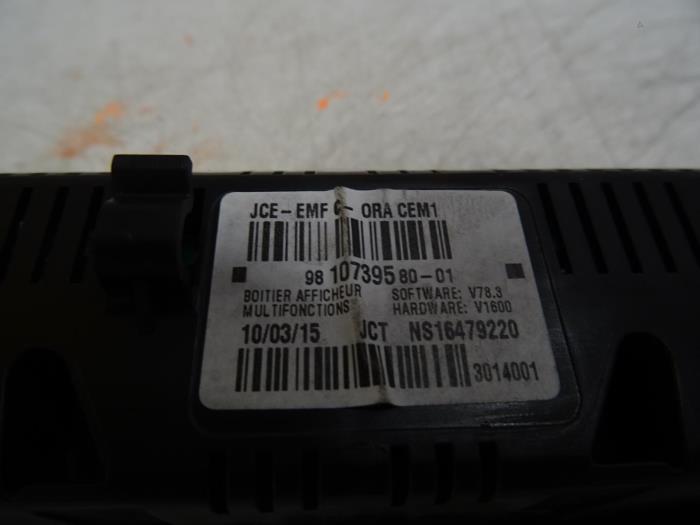 JCE-EMF C- ORA CEM1
98 107395 80-01
BOITIER AFFICHEUR SOFTWARE: V78.3
MULTIFONCTIONS HARDWARE: V1600
10/03/15 JCT NS16479220
3014001